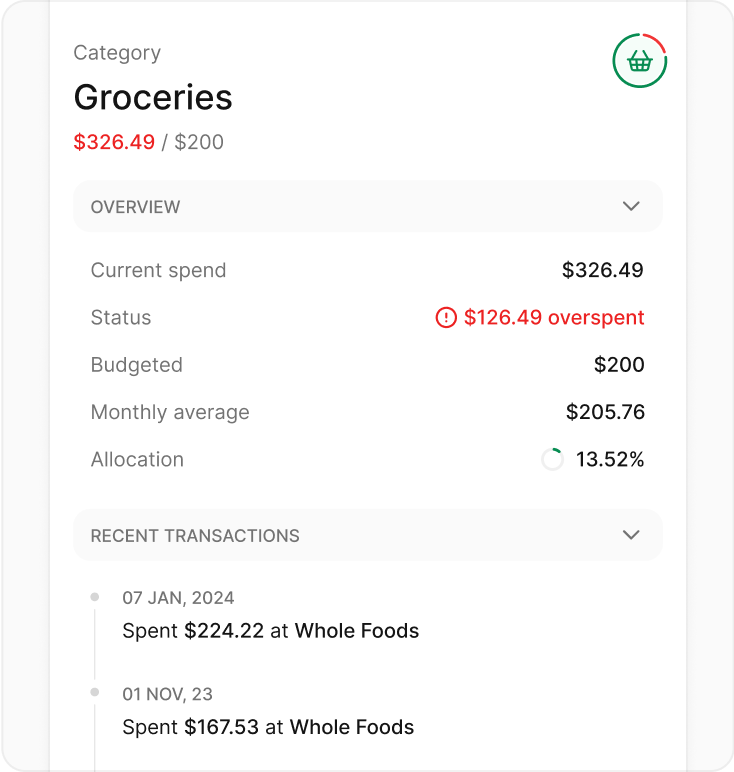 Category
Groceries
$326.49 / $200
OVERVIEW
Current spend $326.49
Status $126.49 overspent
Budgeted $200
Monthly average $205.76
Allocation 13.52%
RECENT TRANSACTIONS
07 JAN, 2024
Spent $224.22 at Whole Foods
01 NOV, 23
Spent $167.53 at Whole Foods